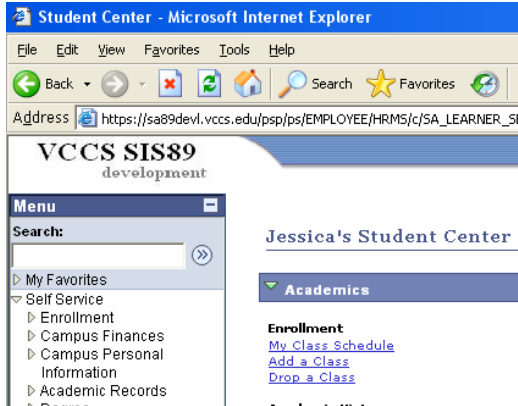 Student Center - Microsoft Internet Explorer
File Edit View Favorites Tools Help
Back Search Favorites
Address https://sa89devl.vccs.edu/psp/ps/EMPLOYEE/HRMS/c/SA_LEARNER_S
VCCS SIS89
development
Menu
Search:
My Favorites
Self Service
Enrollment
Campus Finances
Campus Personal
Information
Academic Records
Jessica's Student Center
Academics
Enrollment
My Class Schedule
Add a Class
Drop a Class